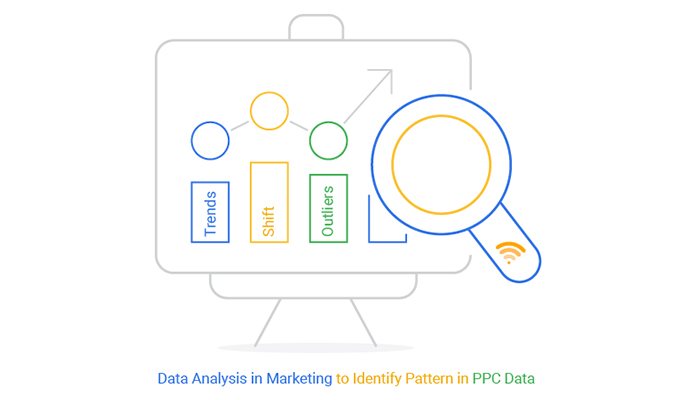 Trends
Shift
Outliers
Data Analysis in Marketing to Identify Pattern in PPC Data